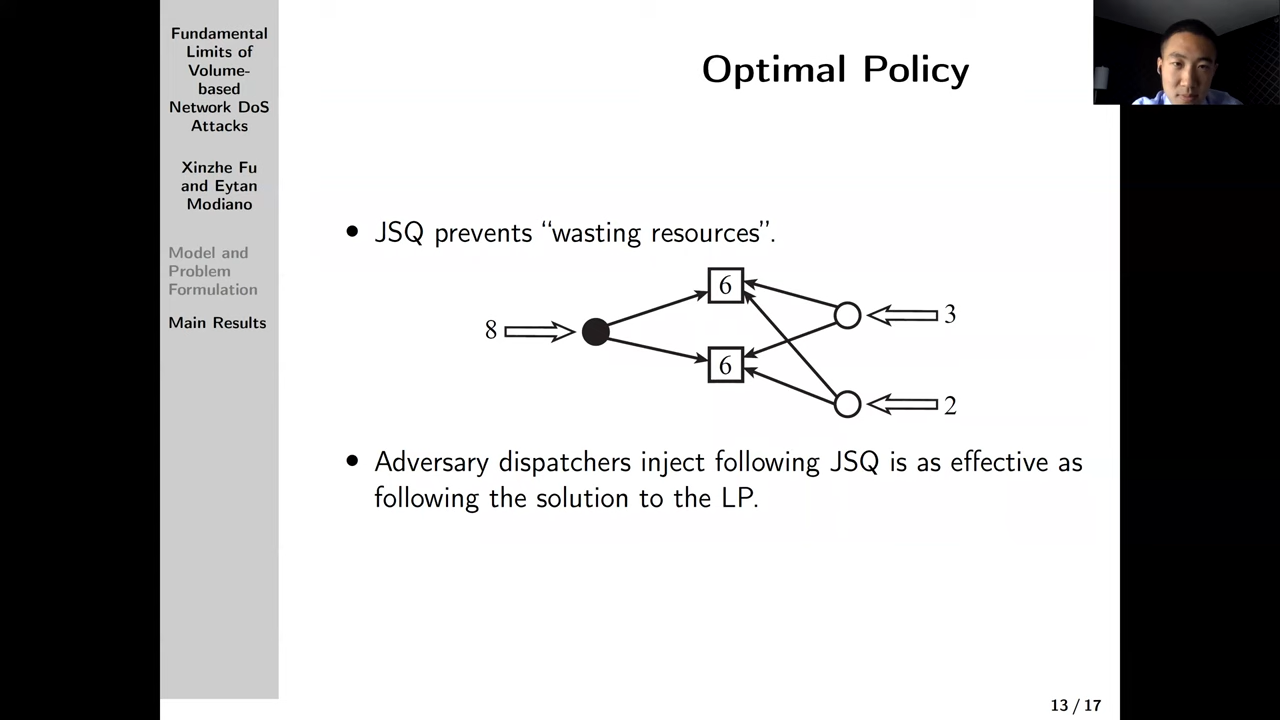 Fundamental
Limits of
Volume-
based
Network DoS
Attacks
Xinzhe Fu
and Eytan
Modiano
Model and
Problem
Formulation
Main Results
Optimal Policy
• JSQ prevents “wasting resources”.
6
8
3
6
2
• Adversary dispatchers inject following JSQ is as effective as
following the solution to the LP.
13 / 17